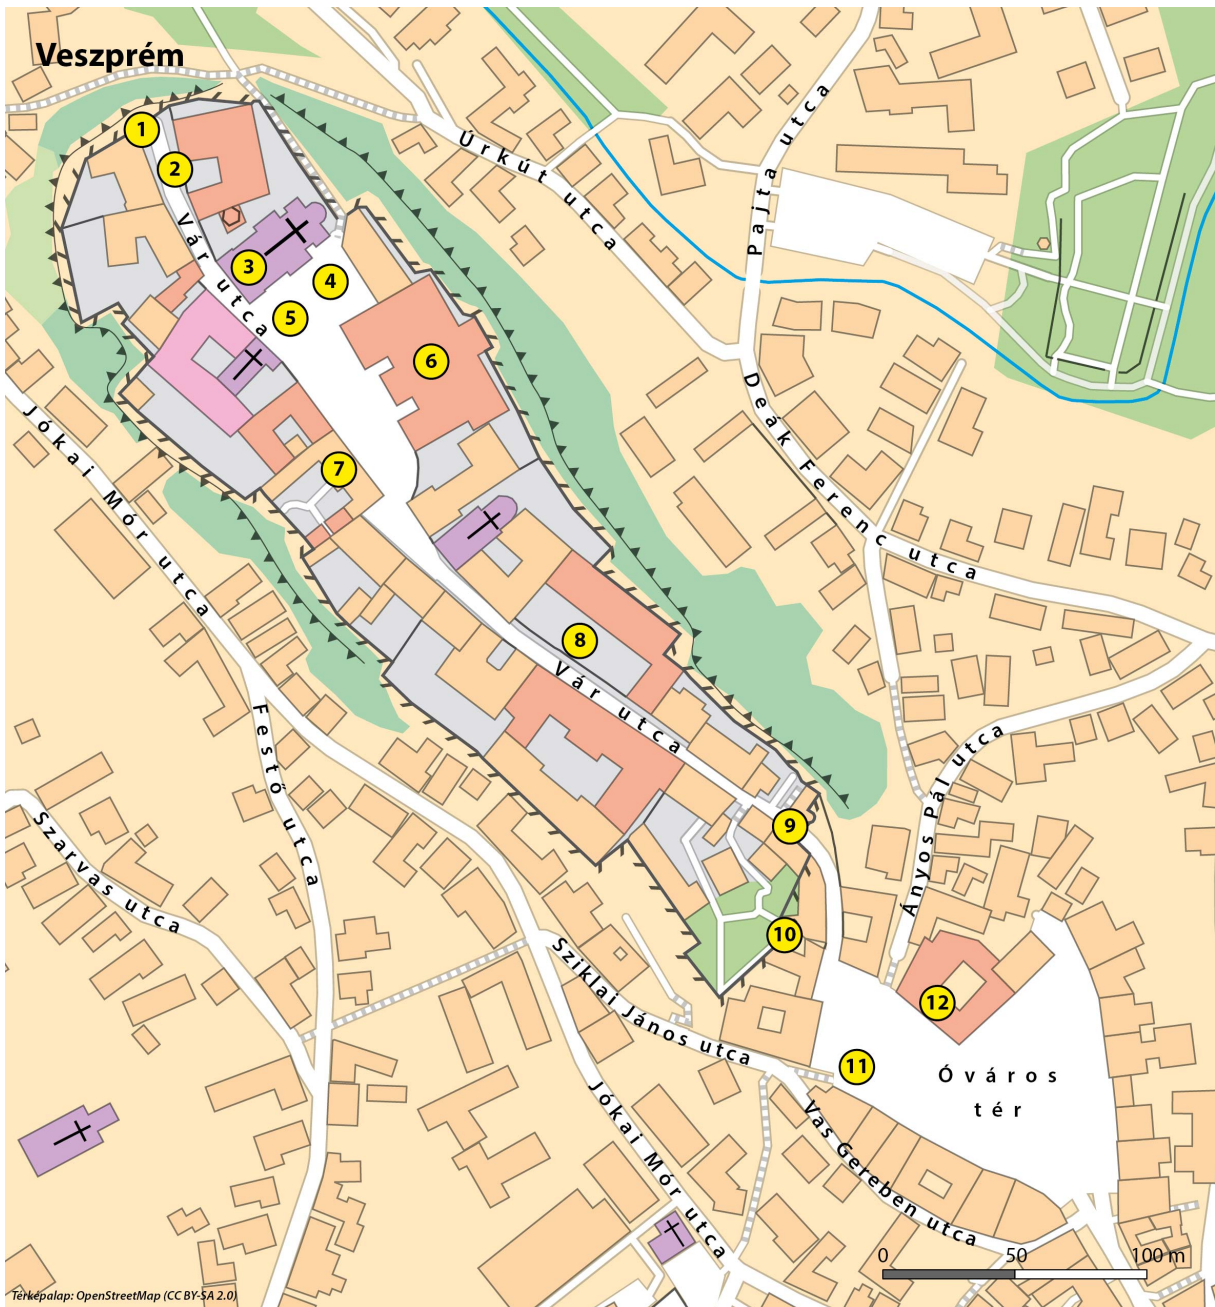 Veszprém
1
2
3
4
5
6
7
8
9
10
11
12
Úrkút utca
Pajta utca
Vár utca
Jókai Mór utca
Deák Ferenc utca
Vár utca
Festő utca
Szarvas utca
Ányos Pál utca
Sziklai János utca
Óváros
tér
Jókai Mór utca
Vas Gereben utca
0 50 100 m
Térképalap: OpenStreetMap (CC BY-SA 2.0)